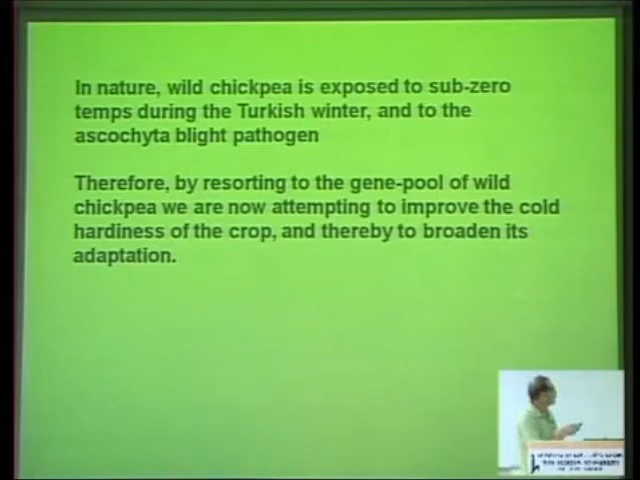 In nature, wild chickpea is exposed to sub-zero
temps during the Turkish winter, and to the
ascochyta blight pathogen
Therefore, by resorting to the gene-pool of wild
chickpea we are now attempting to improve the cold
hardiness of the crop, and thereby to broaden its
adaptation.